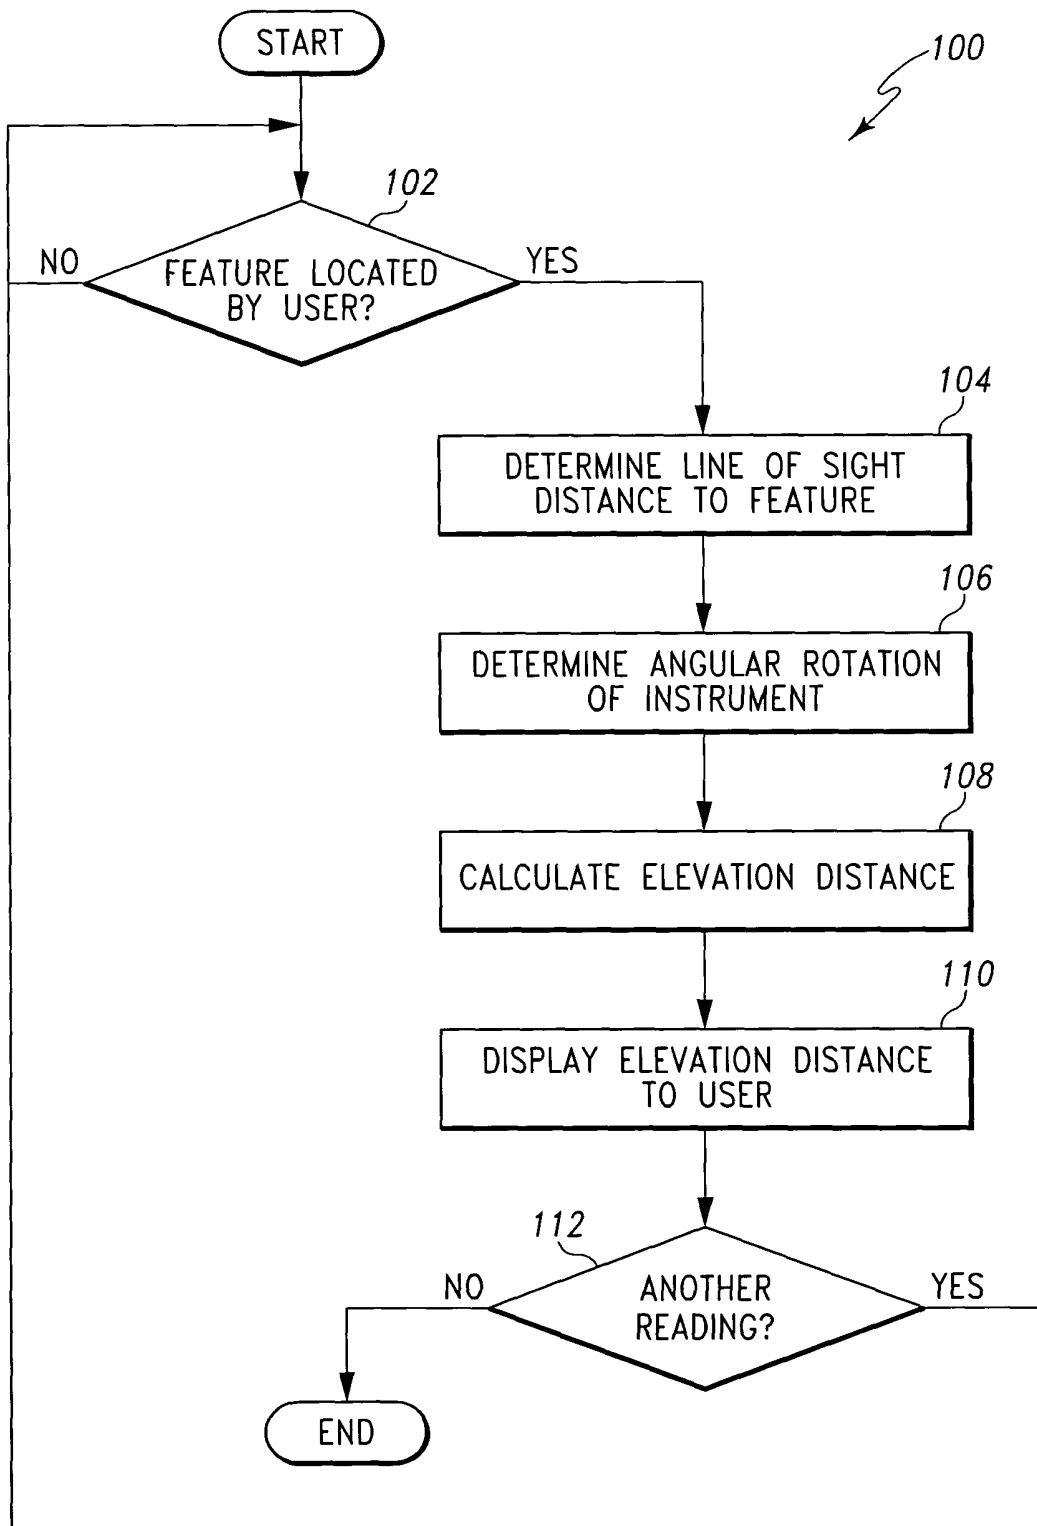 START
100
102
NO
YES
FEATURE LOCATED
BY USER?
104
DETERMINE LINE OF SIGHT
DISTANCE TO FEATURE
106
DETERMINE ANGULAR ROTATION
OF INSTRUMENT
108
CALCULATE ELEVATION DISTANCE
110
DISPLAY ELEVATION DISTANCE
TO USER
112
NO
YES
ANOTHER
READING?
END